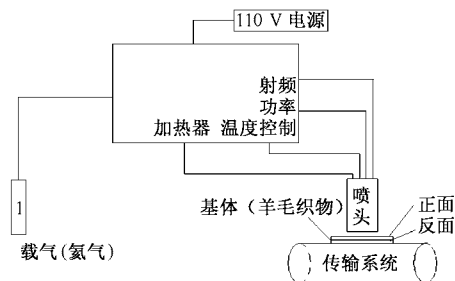 110 V 电源
射频
功率
加热器 温度控制
1
载气(氦气)
喷
头
基体（羊毛织物）
正面
反面
传输系统